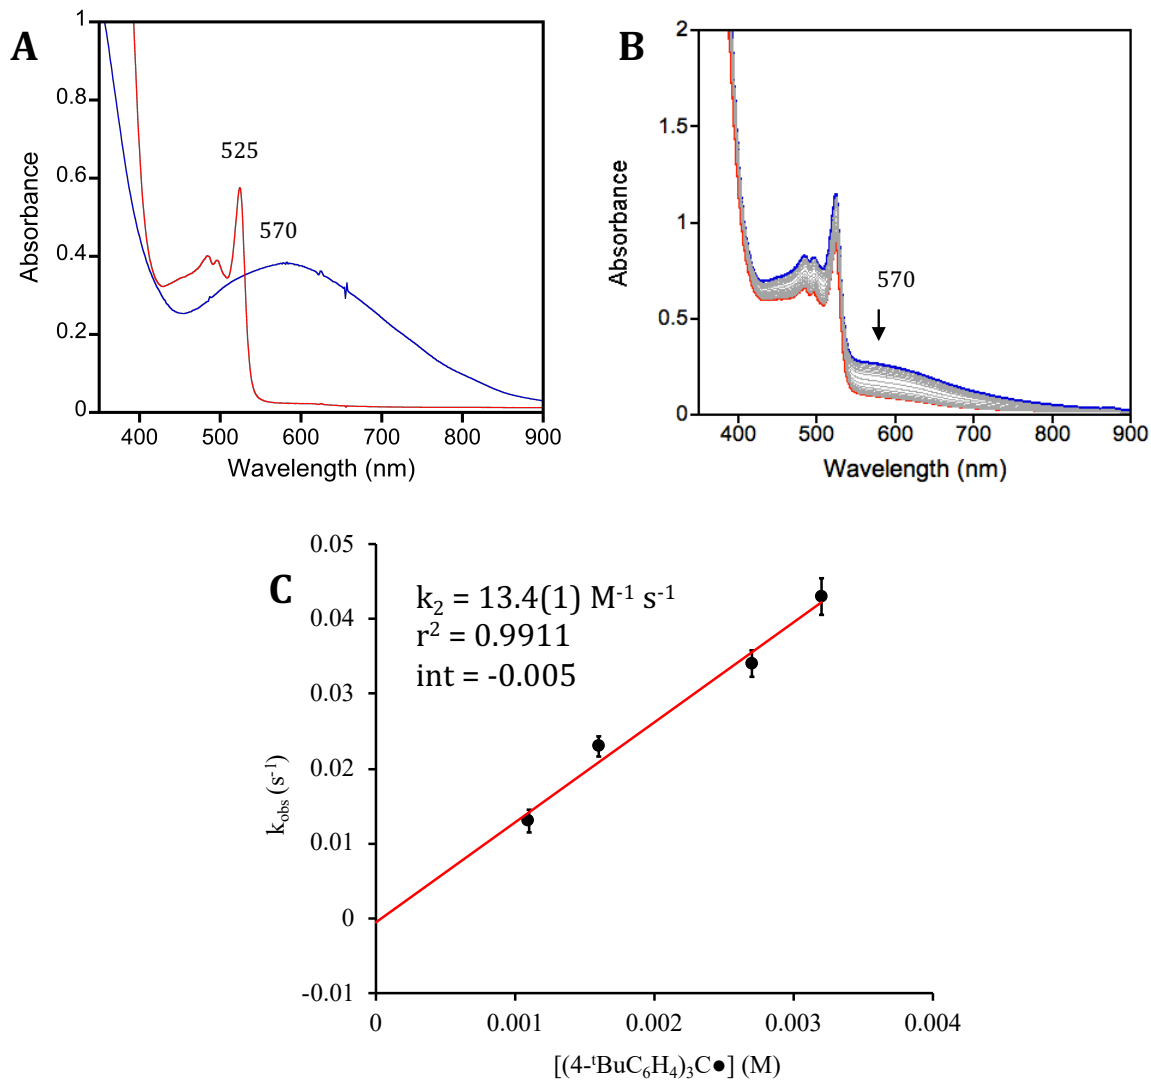 A
1
0.8
0.6
0.4
0.2
0
Absorbance
525
570
400 500 600 700 800 900
Wavelength (nm)
B
2
1.5
1
0.5
0
Absorbance
570
400 500 600 700 800 900
Wavelength (nm)
C
0.05
0.04
0.03
0.02
0.01
0
-0.01
k₂ = 13.4(1) M⁻¹ s⁻¹
r² = 0.9911
int = -0.005
kobs (s⁻¹)
0 0.001 0.002 0.003 0.004
[(4-ᵗBuC₆H₄)₃C●] (M)